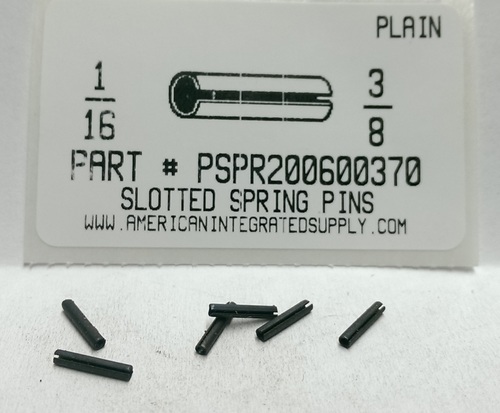 PLAIN
1/16
3/8
PART # PSPR200600370
SLOTTED SPRING PINS
WWW.AMERICANINTEGRATEDSUPPLY.COM